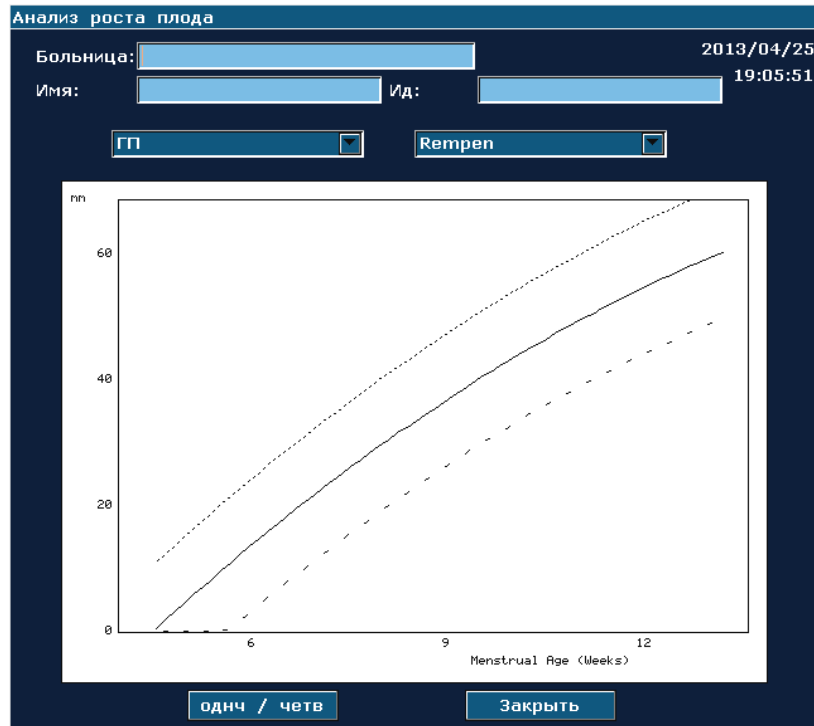 Анализ роста плода
Больница: 2013/04/25
19:05:51
Имя: Ид:
ГП Rempen
mm
60
40
20
0
6 9 12
Menstrual Age (Weeks)
однч / четв Закрыть